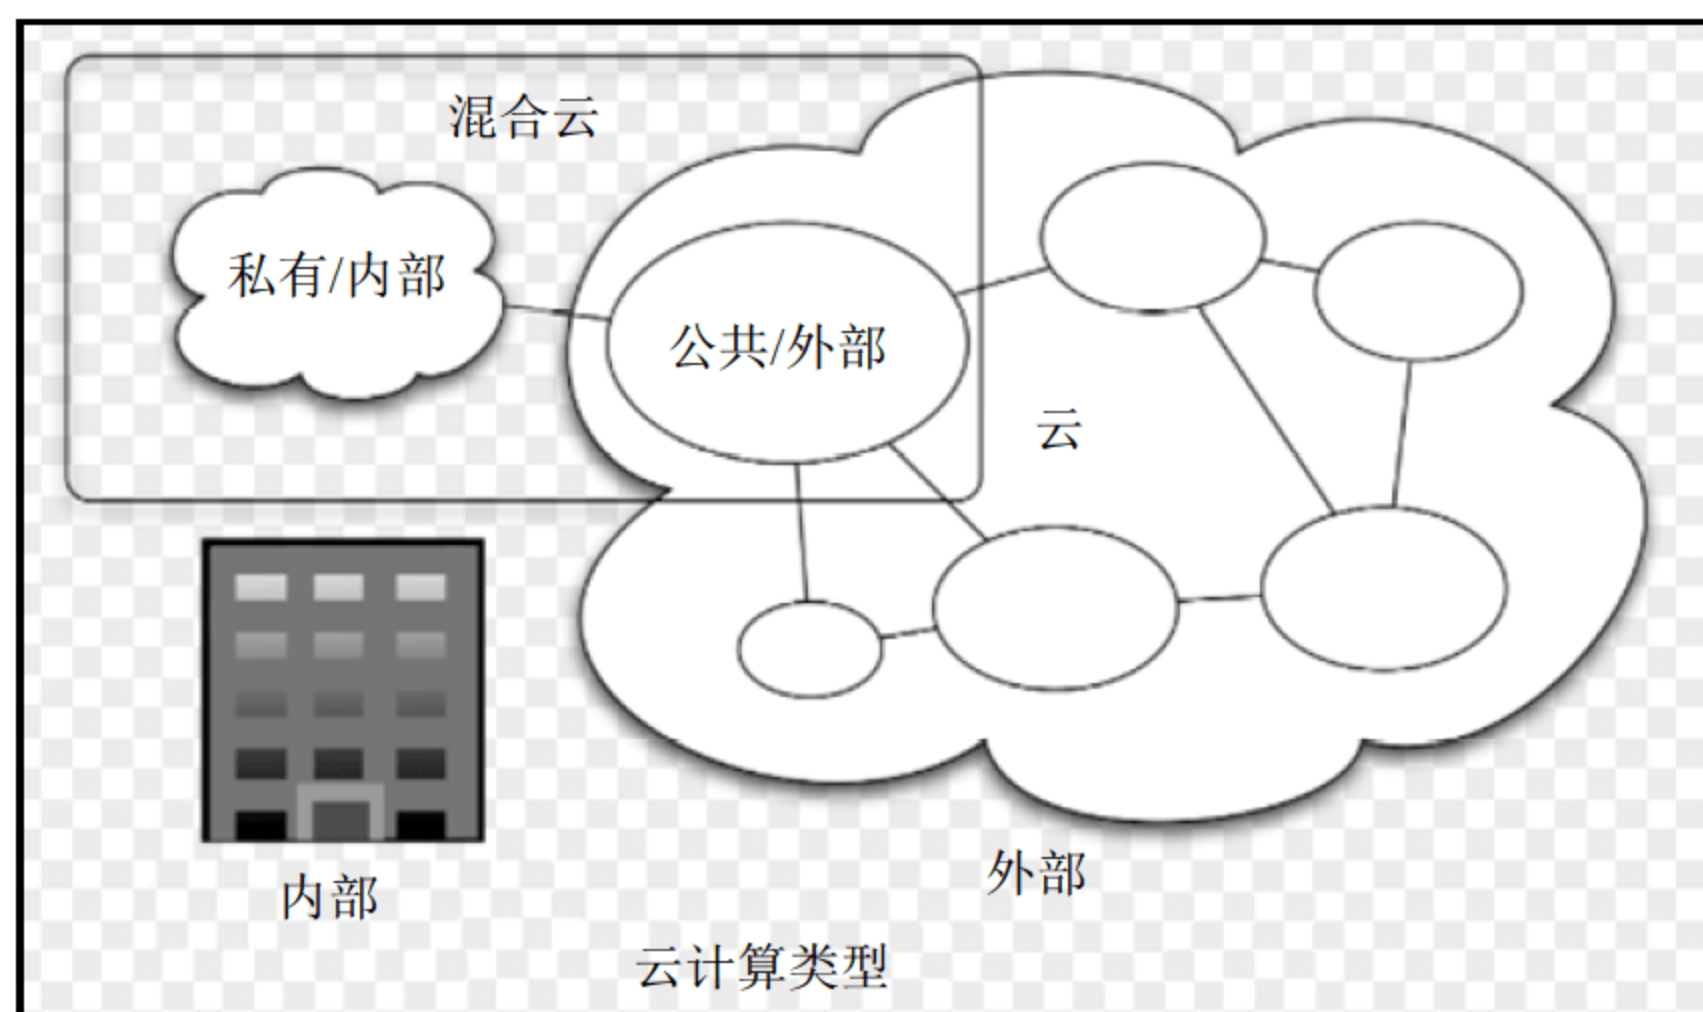 混合云
私有/内部
公共/外部
云
外部
内部
云计算类型